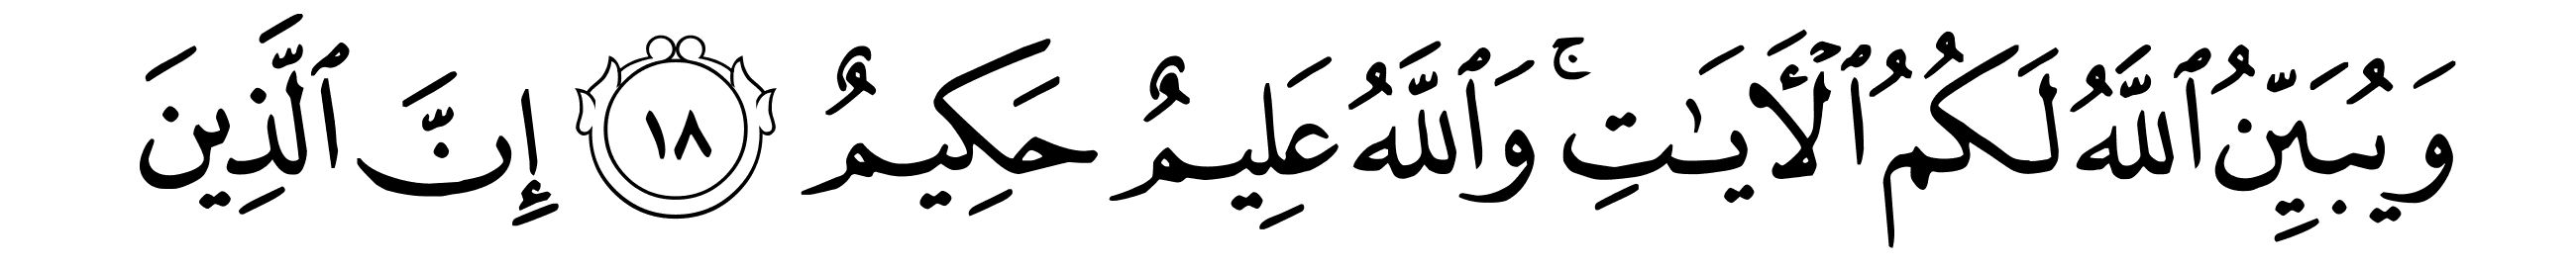 وَيُبَيِّنُ ٱللَّهُ لَكُمُ ٱلْأَيَٰتِ ۚ وَٱللَّهُ عَلِيمٌ حَكِيمٌ ١٨ إِنَّ ٱلَّذِينَ